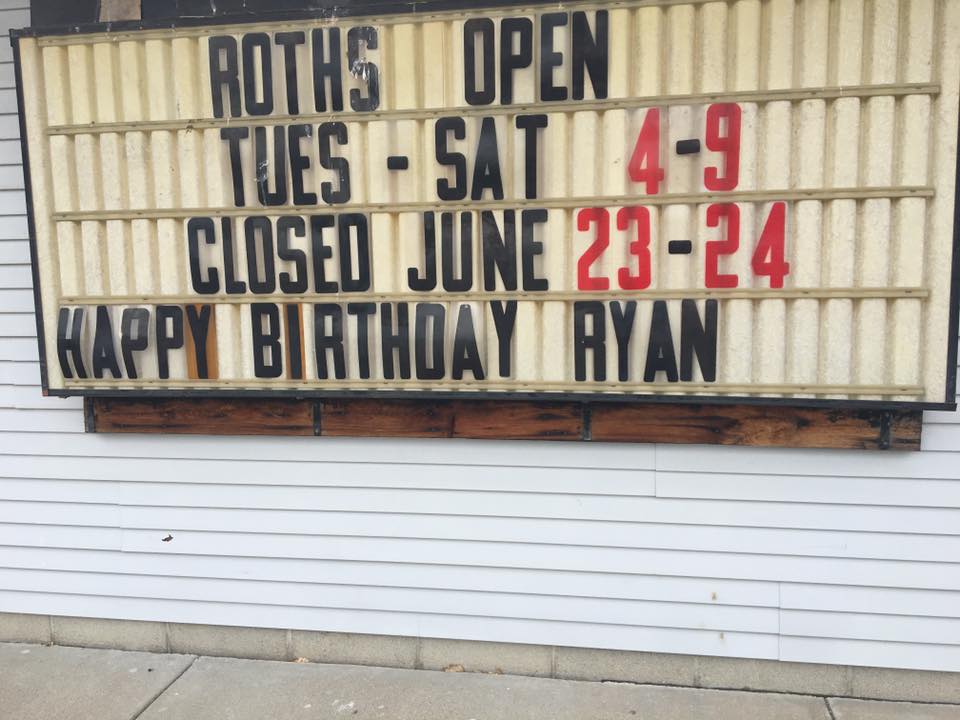 ROTHS OPEN
TUES - SAT 4-9
CLOSED JUNE 23-24
HAPPY BIRTHDAY RYAN